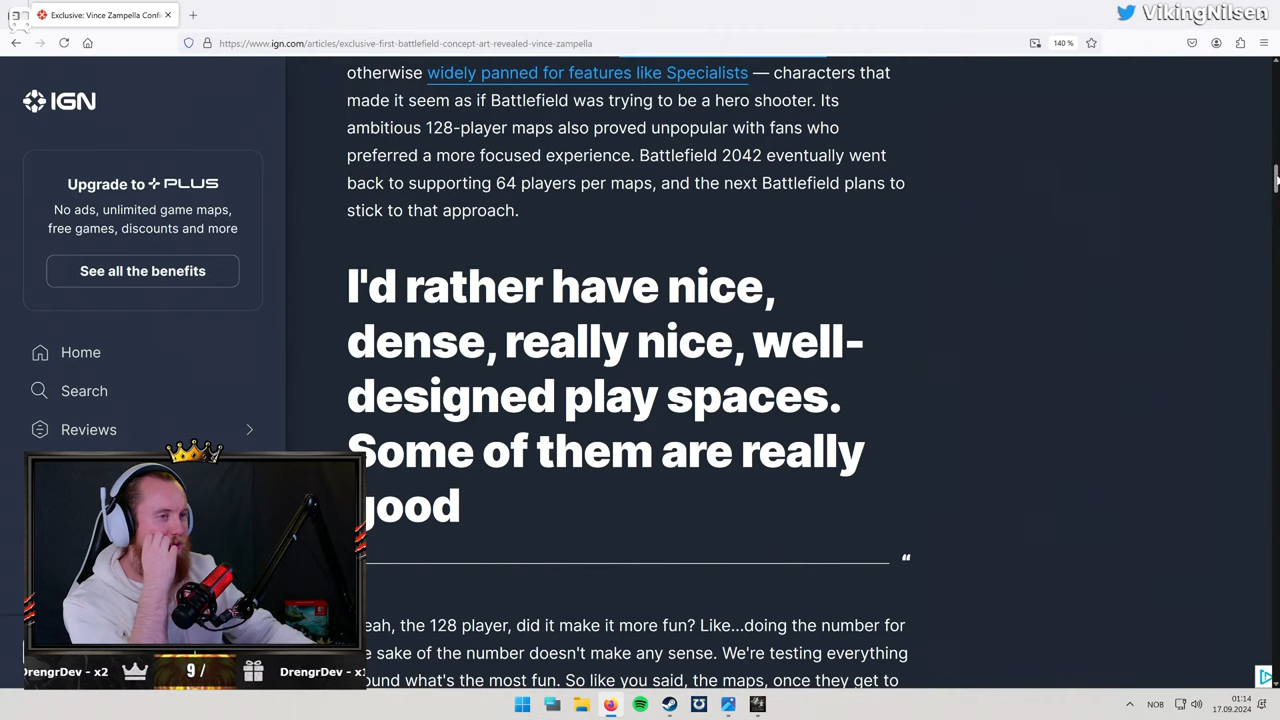 Exclusive: Vince Zampella Confi
VikingNilsen
https://www.ign.com/articles/exclusive-first-battlefield-concept-art-revealed-vince-zampella
140 %
IGN
Upgrade to PLUS
No ads, unlimited game maps,
free games, discounts and more
See all the benefits
Home
Search
Reviews
otherwise widely panned for features like Specialists — characters that
made it seem as if Battlefield was trying to be a hero shooter. Its
ambitious 128-player maps also proved unpopular with fans who
preferred a more focused experience. Battlefield 2042 eventually went
back to supporting 64 players per maps, and the next Battlefield plans to
stick to that approach.
I'd rather have nice,
dense, really nice, well-
designed play spaces.
Some of them are really
good
“
eah, the 128 player, did it make it more fun? Like...doing the number for
sake of the number doesn't make any sense. We're testing everything
ound what's the most fun. So like you said, the maps, once they get to
DrengrDev - x2
9 /
DrengrDev - x
NOB
01:14
17.09.2024